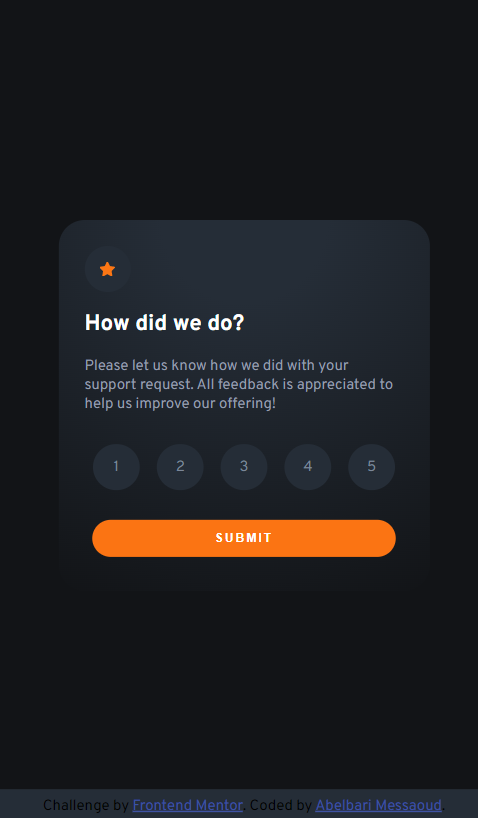 How did we do?
Please let us know how we did with your
support request. All feedback is appreciated to
help us improve our offering!
1 2 3 4 5
SUBMIT
Challenge by Frontend Mentor. Coded by Abelbari Messaoud.